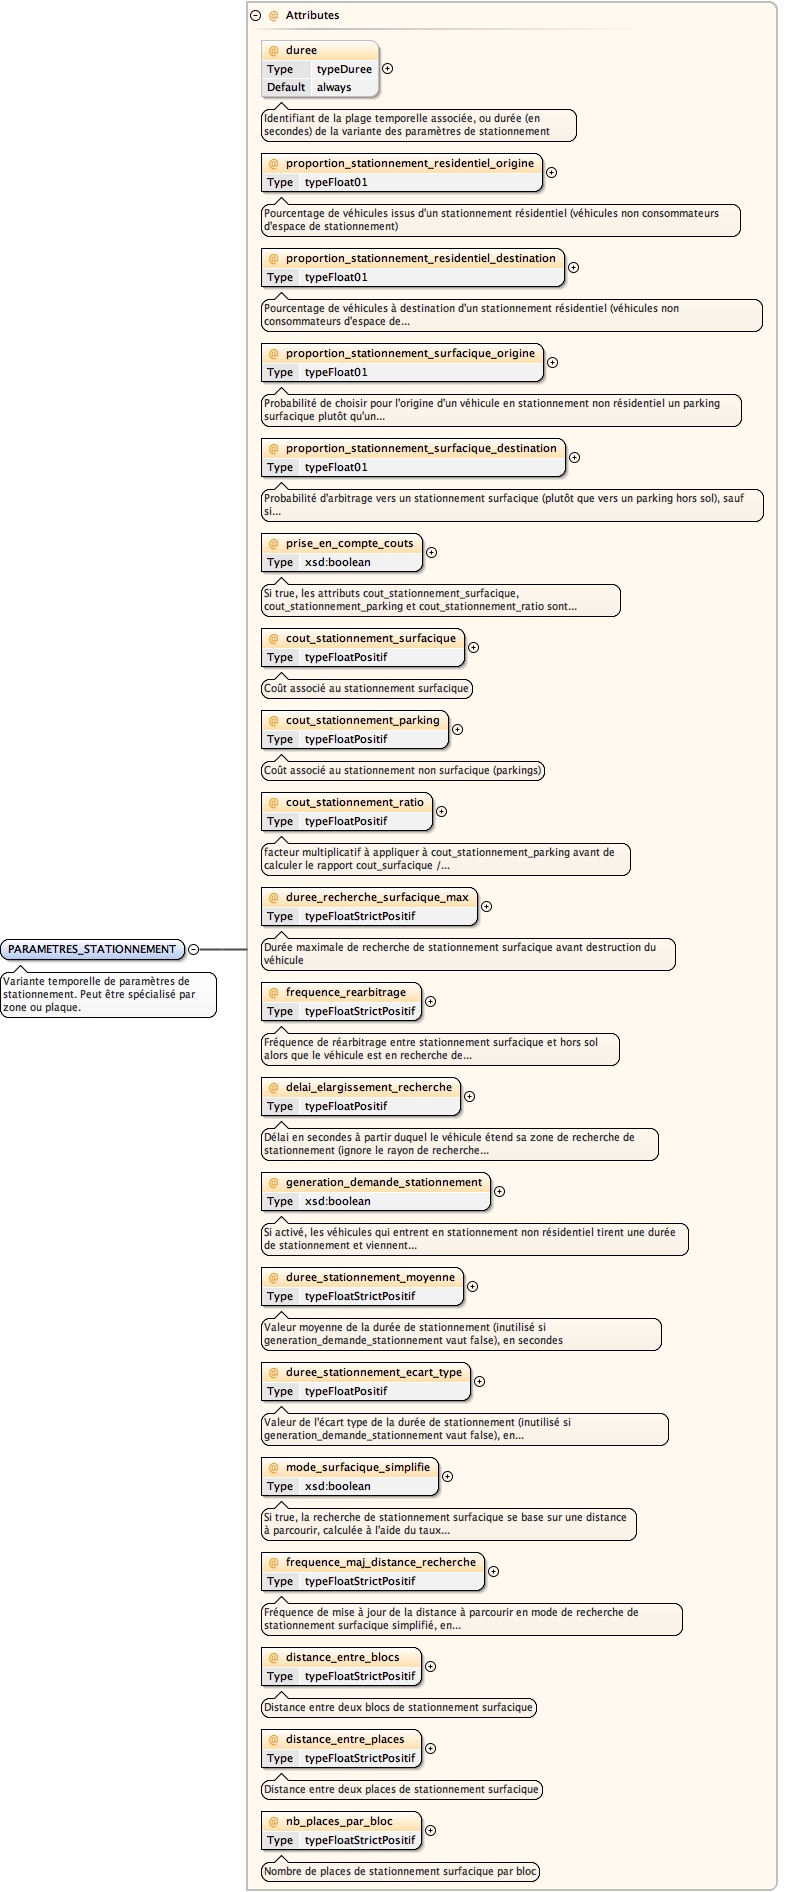 @ Attributes
@ duree
Type typeDuree
Default always
Identifiant de la plage temporelle associée, ou durée (en
secondes) de la variante des paramètres de stationnement
@ proportion_stationnement_residentiel_origine
Type typeFloat01
Pourcentage de véhicules issus d'un stationnement résidentiel (véhicules non consommateurs
d'espace de stationnement)
@ proportion_stationnement_residentiel_destination
Type typeFloat01
Pourcentage de véhicules à destination d'un stationnement résidentiel (véhicules non
consommateurs d'espace de...
@ proportion_stationnement_surfacique_origine
Type typeFloat01
Probabilité de choisir pour l'origine d'un véhicule en stationnement non résidentiel un parking
surfacique plutôt qu'un...
@ proportion_stationnement_surfacique_destination
Type typeFloat01
Probabilité d'arbitrage vers un stationnement surfacique (plutôt que vers un parking hors sol), sauf
si...
@ prise_en_compte_couts
Type xsd:boolean
Si true, les attributs cout_stationnement_surfacique,
cout_stationnement_parking et cout_stationnement_ratio sont...
@ cout_stationnement_surfacique
Type typeFloatPositif
Coût associé au stationnement surfacique
@ cout_stationnement_parking
Type typeFloatPositif
Coût associé au stationnement non surfacique (parkings)
@ cout_stationnement_ratio
Type typeFloatPositif
facteur multiplicatif à appliquer à cout_stationnement_parking avant de
calculer le rapport cout_surfacique /...
@ duree_recherche_surfacique_max
Type typeFloatStrictPositif
Durée maximale de recherche de stationnement surfacique avant destruction du
véhicule
PARAMETRES_STATIONNEMENT
Variante temporelle de paramètres de
stationnement. Peut être spécialisé par
zone ou plaque.
@ frequence_rearbitrage
Type typeFloatStrictPositif
Fréquence de réarbitrage entre stationnement surfacique et hors sol
alors que le véhicule est en recherche de...
@ delai_elargissement_recherche
Type typeFloatPositif
Délai en secondes à partir duquel le véhicule étend sa zone de recherche de
stationnement (ignore le rayon de recherche...
@ generation_demande_stationnement
Type xsd:boolean
Si activé, les véhicules qui entrent en stationnement non résidentiel tirent une durée
de stationnement et viennent...
@ duree_stationnement_moyenne
Type typeFloatStrictPositif
Valeur moyenne de la durée de stationnement (inutilisé si
generation_demande_stationnement vaut false), en secondes
@ duree_stationnement_ecart_type
Type typeFloatPositif
Valeur de l'écart type de la durée de stationnement (inutilisé si
generation_demande_stationnement vaut false), en...
@ mode_surfacique_simplifie
Type xsd:boolean
Si true, la recherche de stationnement surfacique se base sur une distance
à parcourir, calculée à l'aide du taux...
@ frequence_maj_distance_recherche
Type typeFloatStrictPositif
Fréquence de mise à jour de la distance à parcourir en mode de recherche de
stationnement surfacique simplifié, en...
@ distance_entre_blocs
Type typeFloatStrictPositif
Distance entre deux blocs de stationnement surfacique
@ distance_entre_places
Type typeFloatStrictPositif
Distance entre deux places de stationnement surfacique
@ nb_places_par_bloc
Type typeFloatStrictPositif
Nombre de places de stationnement surfacique par bloc